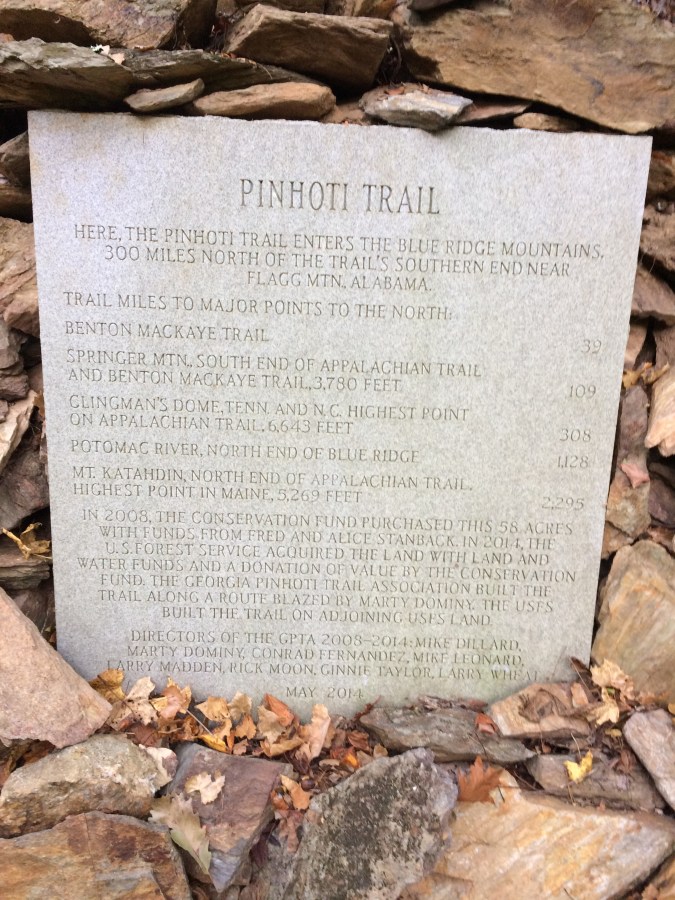 PINHOTI TRAIL
HERE, THE PINHOTI TRAIL ENTERS THE BLUE RIDGE MOUNTAINS,
300 MILES NORTH OF THE TRAIL'S SOUTHERN END NEAR
FLAGG MTN, ALABAMA.
TRAIL MILES TO MAJOR POINTS TO THE NORTH:
BENTON MACKAYE TRAIL 39
SPRINGER MTN., SOUTH END OF APPALACHIAN TRAIL
AND BENTON MACKAYE TRAIL, 3,780 FEET 109
CLINGMAN'S DOME, TENN. AND N.C. HIGHEST POINT
ON APPALACHIAN TRAIL, 6,643 FEET 308
POTOMAC RIVER, NORTH END OF BLUE RIDGE 1,128
MT. KATAHDIN, NORTH END OF APPALACHIAN TRAIL,
HIGHEST POINT IN MAINE, 5,269 FEET 2,295
IN 2008, THE CONSERVATION FUND PURCHASED THIS 58 ACRES
WITH FUNDS FROM FRED AND ALICE STANBACK. IN 2014, THE
U.S. FOREST SERVICE ACQUIRED THE LAND WITH LAND AND
WATER FUNDS AND A DONATION OF VALUE BY THE CONSERVATION
FUND. THE GEORGIA PINHOTI TRAIL ASSOCIATION BUILT THE
TRAIL ALONG A ROUTE BLAZED BY MARTY DOMINY. THE USFS
BUILT THE TRAIL ON ADJOINING USFS LAND.
DIRECTORS OF THE GPTA 2008-2014: MIKE DILLARD,
MARTY DOMINY, CONRAD FERNANDEZ, MIKE LEONARD,
LARRY MADDEN, RICK MOON, GINNIE TAYLOR, LARRY WHEAT
MAY 2014